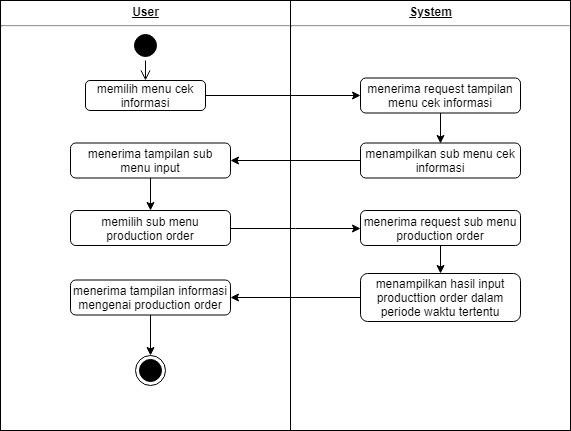 User
System
memilih menu cek
informasi
menerima request tampilan
menu cek informasi
menerima tampilan sub
menu input
menampilkan sub menu cek
informasi
memilih sub menu
production order
menerima request sub menu
production order
menerima tampilan informasi
mengenai production order
menampilkan hasil input
producttion order dalam
periode waktu tertentu